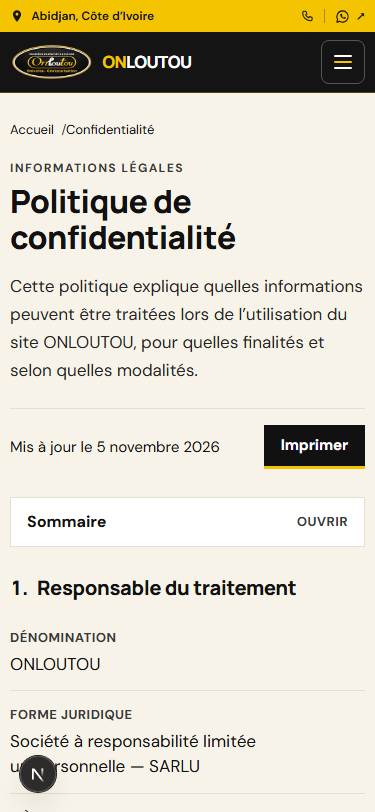 Abidjan, Côte d'Ivoire
Onloutou
ONLOUTOU
Accueil /Confidentialité
INFORMATIONS LÉGALES
Politique de
confidentialité
Cette politique explique quelles informations
peuvent être traitées lors de l'utilisation du
site ONLOUTOU, pour quelles finalités et
selon quelles modalités.
Mis à jour le 5 novembre 2026
Imprimer
Sommaire
OUVRIR
1. Responsable du traitement
DÉNOMINATION
ONLOUTOU
FORME JURIDIQUE
Société à responsabilité limitée
rsonnelle — SARLU